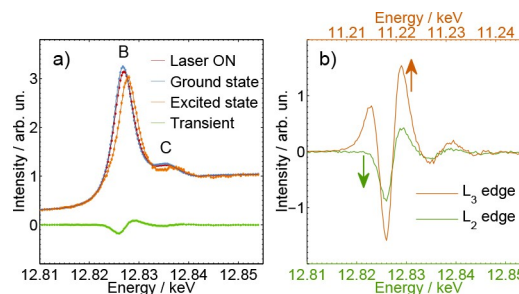 a)
B
C
Laser ON
Ground state
Excited state
Transient
Intensity / arb. un.
3
2
1
0
12.81 12.82 12.83 12.84 12.85
Energy / keV
b)
Energy / keV
11.21 11.22 11.23 11.24
Intensity / arb. un.
1
0
−1
L3 edge
L2 edge
12.81 12.82 12.83 12.84 12.85
Energy / keV